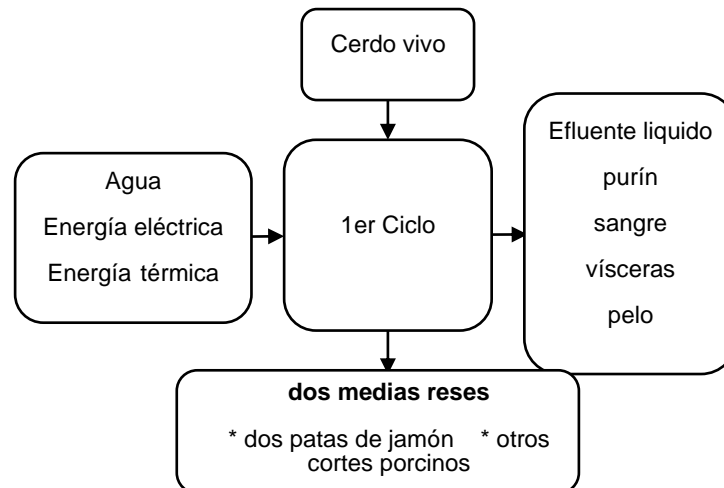 Cerdo vivo
Agua
Energía eléctrica
Energía térmica
1er Ciclo
Efluente liquido
purín
sangre
vísceras
pelo
dos medias reses
* dos patas de jamón * otros
cortes porcinos